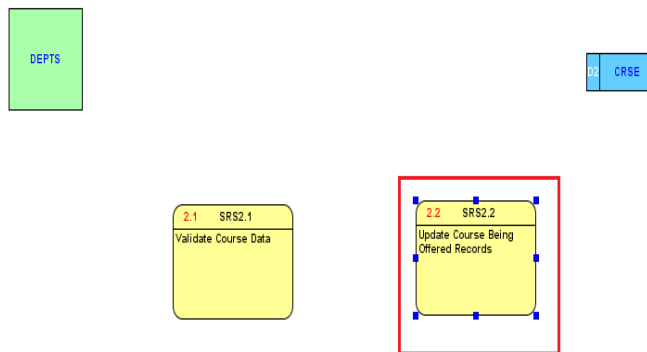 DEPTS
D2 CRSE
2.1 SRS2.1
Validate Course Data
2.2 SRS2.2
Update Course Being
Offered Records